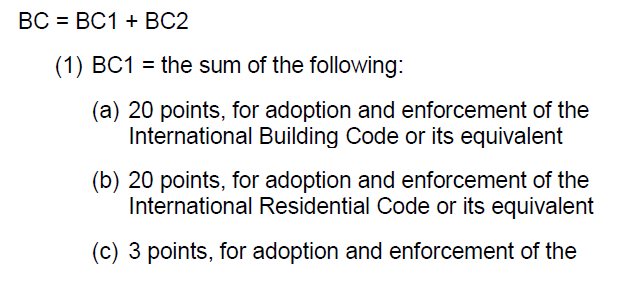 BC = BC1 + BC2
(1) BC1 = the sum of the following:
(a) 20 points, for adoption and enforcement of the
International Building Code or its equivalent
(b) 20 points, for adoption and enforcement of the
International Residential Code or its equivalent
(c) 3 points, for adoption and enforcement of the